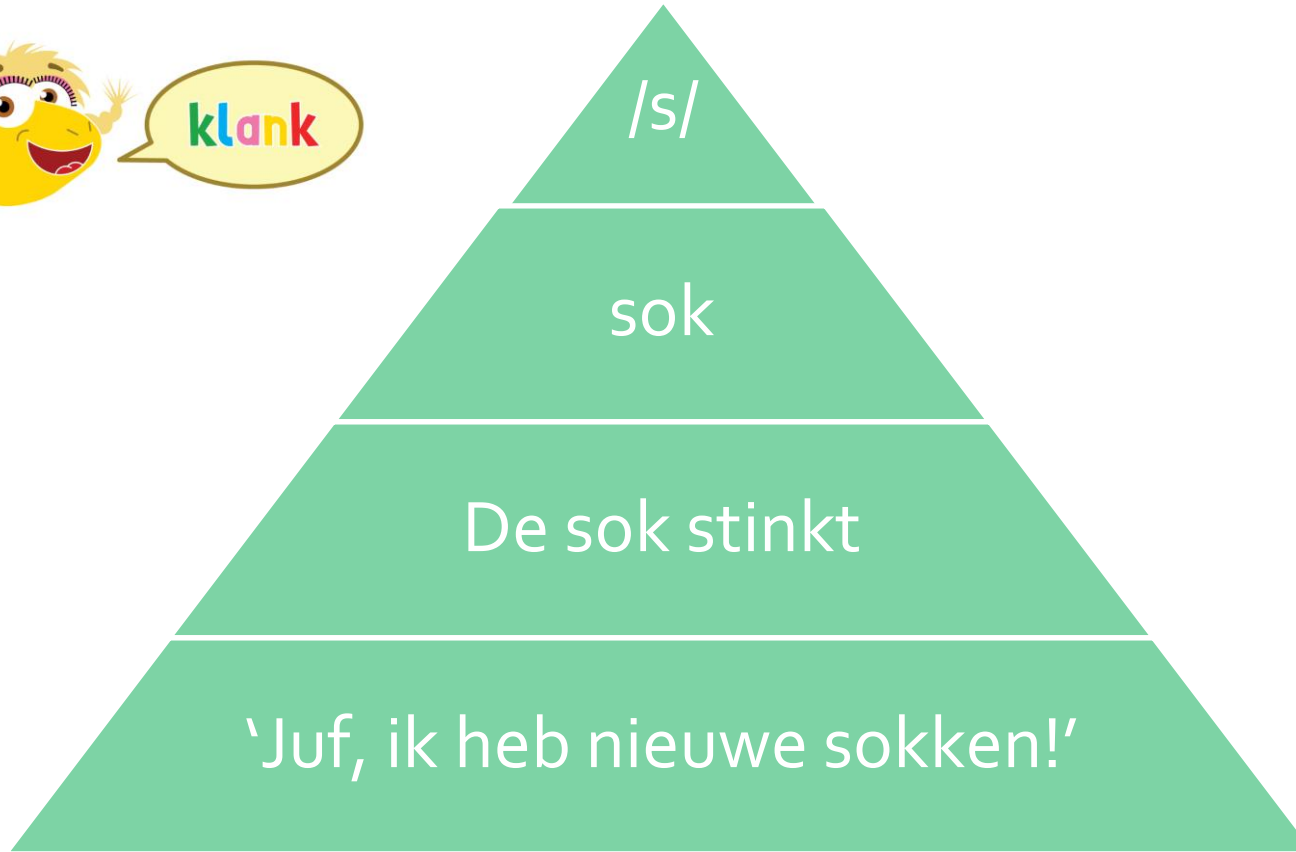 klank
/s/
sok
De sok stinkt
‘Juf, ik heb nieuwe sokken!’